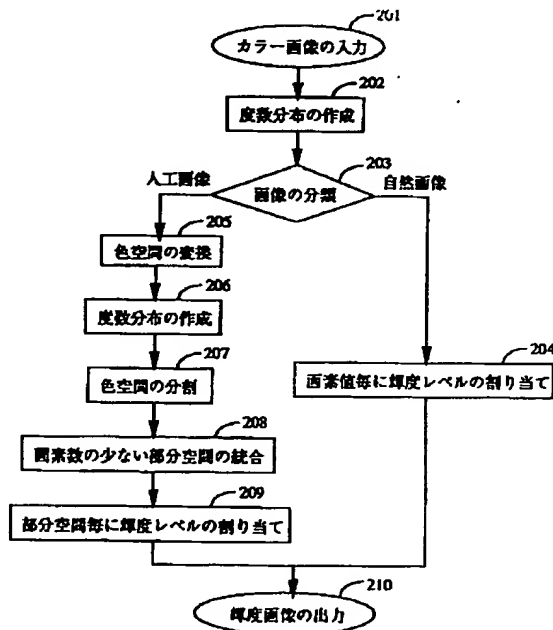 201
カラー画像の入力
202
度数分布の作成
203
画像の分類
人工画像
自然画像
205
色空間の変換
206
度数分布の作成
207
色空間の分割
204
画素値毎に輝度レベルの割り当て
208
画素数の少ない部分空間の統合
209
部分空間毎に輝度レベルの割り当て
210
輝度画像の出力